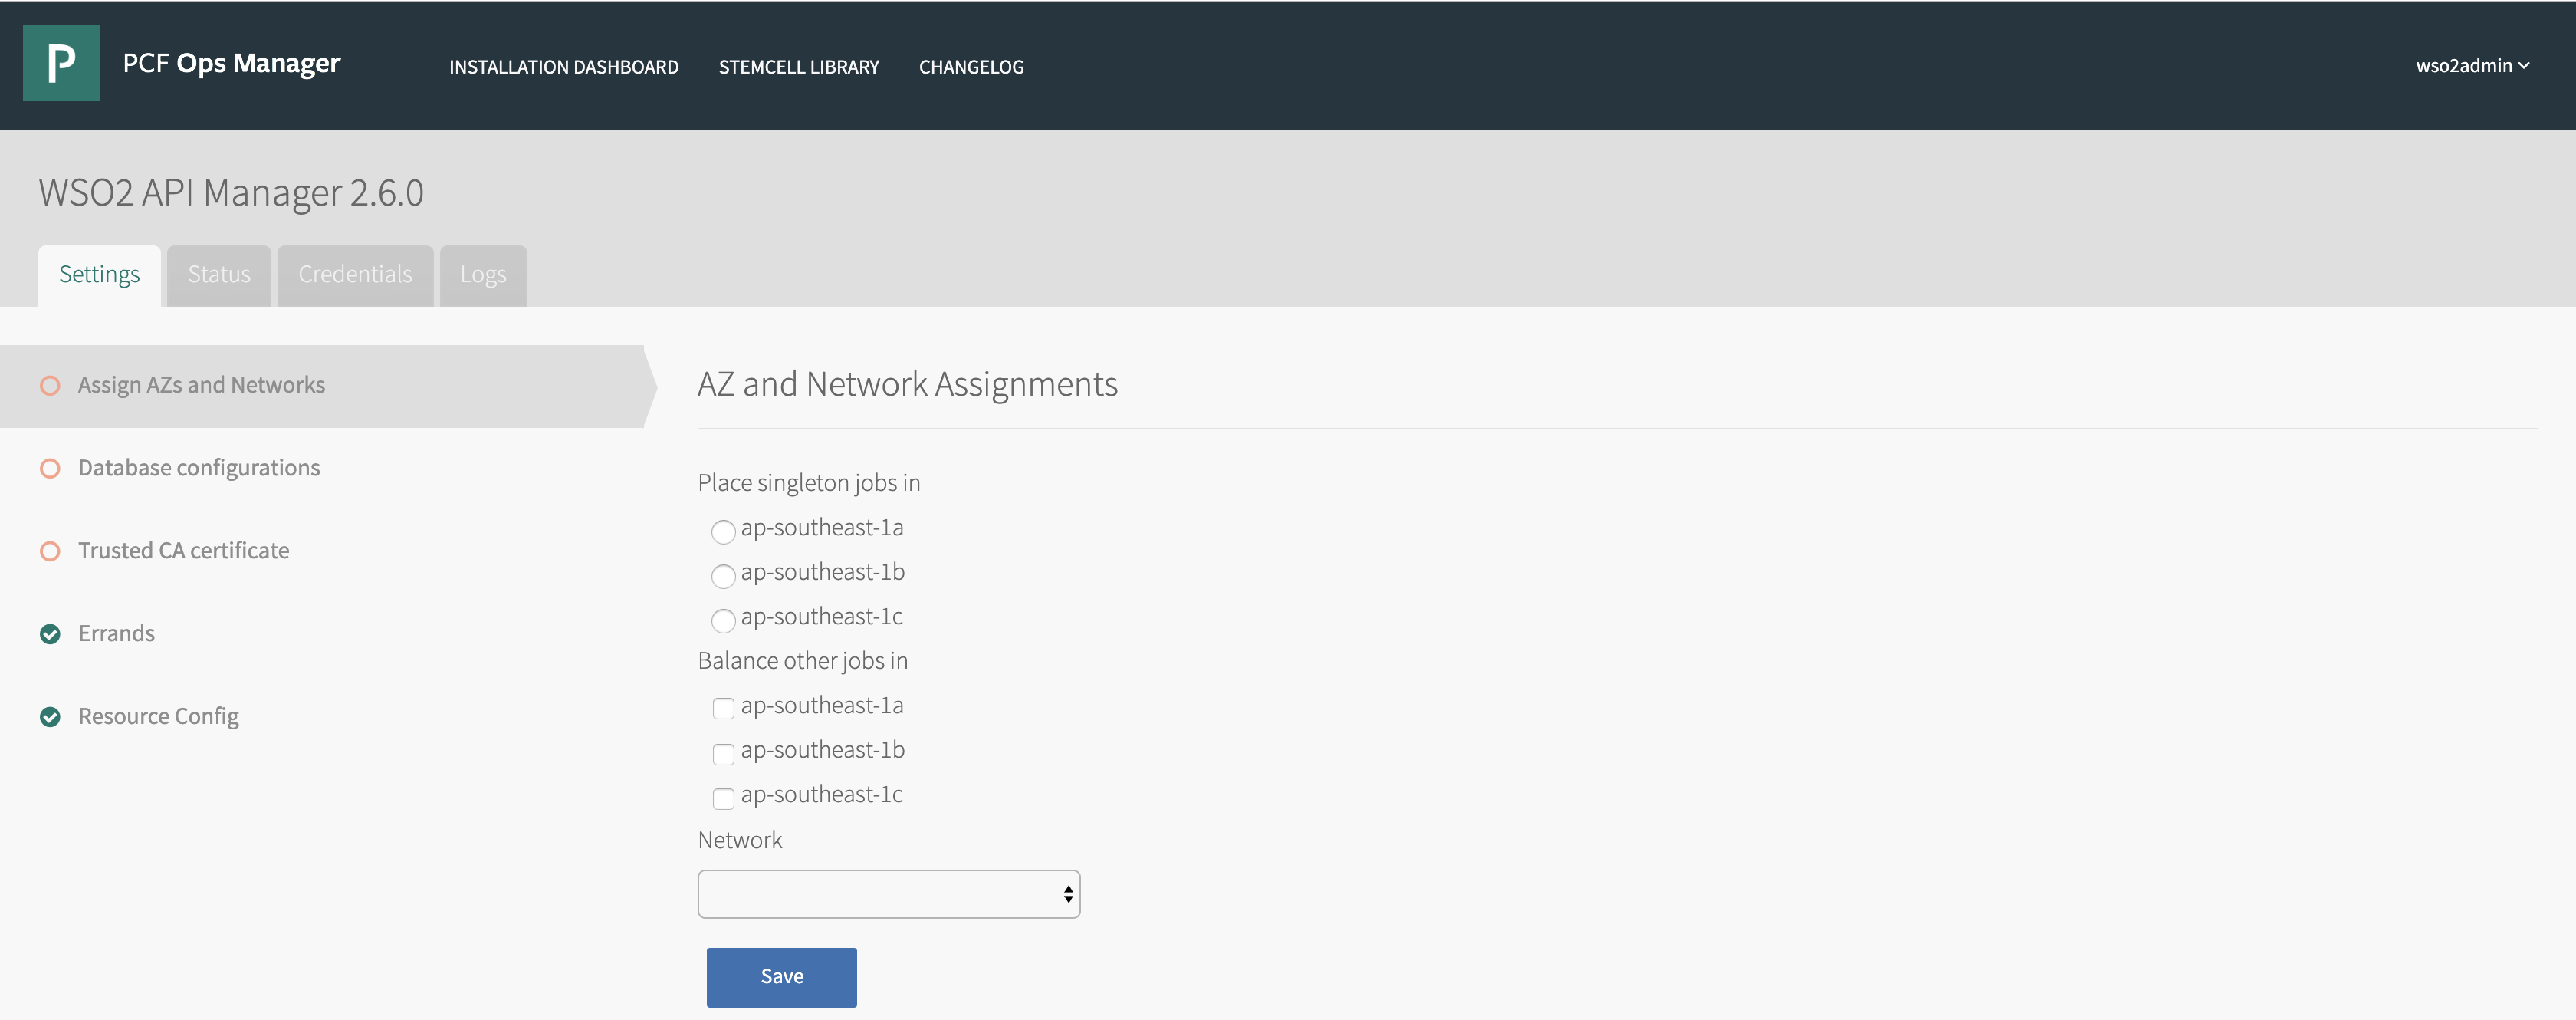 P PCF Ops Manager INSTALLATION DASHBOARD STEMCELL LIBRARY CHANGELOG wso2admin
WSO2 API Manager 2.6.0
Settings Status Credentials Logs
Assign AZs and Networks
Database configurations
Trusted CA certificate
Errands
Resource Config
AZ and Network Assignments
Place singleton jobs in
ap-southeast-1a
ap-southeast-1b
ap-southeast-1c
Balance other jobs in
ap-southeast-1a
ap-southeast-1b
ap-southeast-1c
Network
Save